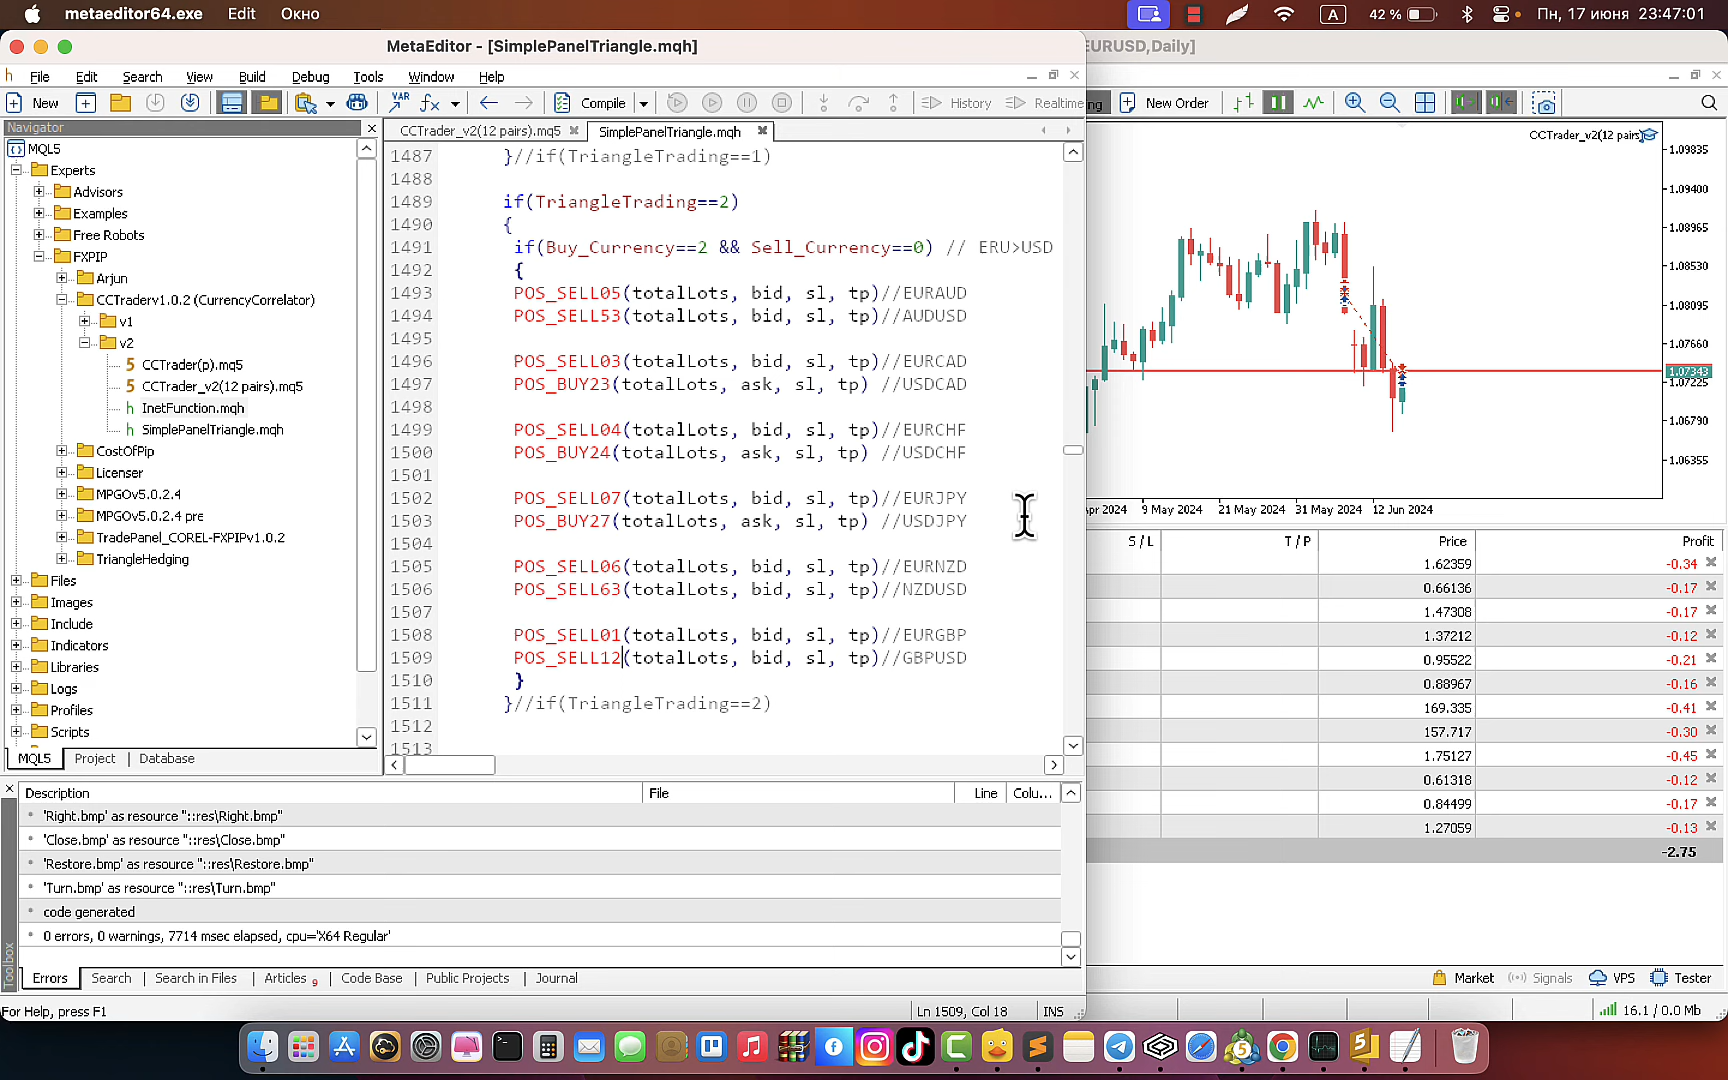 metaeditor64.exe Edit Окно
A 42 % Пн, 17 июня 23:47:01
MetaEditor - [SimplePanelTriangle.mqh]
EURUSD,Daily]
File Edit Search View Build Debug Tools Window Help
New Compile History Realtime
New Order
Navigator
MQL5
Experts
Advisors
Examples
Free Robots
FXPIP
Arjun
CCTraderv1.0.2 (CurrencyCorrelator)
v1
v2
CCTrader(p).mq5
CCTrader_v2(12 pairs).mq5
InetFunction.mqh
SimplePanelTriangle.mqh
CostOfPip
Licenser
MPGOv5.0.2.4
MPGOv5.0.2.4 pre
TradePanel_COREL-FXPIPv1.0.2
TriangleHedging
Files
Images
Include
Indicators
Libraries
Logs
Profiles
Scripts
MQL5 Project Database
CCTrader_v2(12 pairs).mq5 SimplePanelTriangle.mqh
1487 }//if(TriangleTrading==1)
1488
1489 if(TriangleTrading==2)
1490 {
1491 if(Buy_Currency==2 && Sell_Currency==0) // ERU>USD
1492 {
1493 POS_SELL05(totalLots, bid, sl, tp)//EURAUD
1494 POS_SELL53(totalLots, bid, sl, tp)//AUDUSD
1495
1496 POS_SELL03(totalLots, bid, sl, tp)//EURCAD
1497 POS_BUY23(totalLots, ask, sl, tp) //USDCAD
1498
1499 POS_SELL04(totalLots, bid, sl, tp)//EURCHF
1500 POS_BUY24(totalLots, ask, sl, tp) //USDCHF
1501
1502 POS_SELL07(totalLots, bid, sl, tp)//EURJPY
1503 POS_BUY27(totalLots, ask, sl, tp) //USDJPY
1504
1505 POS_SELL06(totalLots, bid, sl, tp)//EURNZD
1506 POS_SELL63(totalLots, bid, sl, tp)//NZDUSD
1507
1508 POS_SELL01(totalLots, bid, sl, tp)//EURGBP
1509 POS_SELL12(totalLots, bid, sl, tp)//GBPUSD
1510 }
1511 }//if(TriangleTrading==2)
1512
1513
CCTrader_v2(12 pairs)
1.09835
1.09400
1.08965
1.08530
1.08095
1.07660
1.07343
1.07225
1.06790
1.06355
Apr 2024 9 May 2024 21 May 2024 31 May 2024 12 Jun 2024
S / L T / P Price Profit
1.62359 -0.34
0.66136 -0.17
1.47308 -0.17
1.37212 -0.12
0.95522 -0.21
0.88967 -0.16
169.335 -0.41
157.717 -0.30
1.75127 -0.45
0.61318 -0.12
0.84499 -0.17
1.27059 -0.13
-2.75
Market Signals VPS Tester
16.1 / 0.0 Mb
Description File Line Colu...
'Right.bmp' as resource "::res\Right.bmp"
'Close.bmp' as resource "::res\Close.bmp"
'Restore.bmp' as resource "::res\Restore.bmp"
'Turn.bmp' as resource "::res\Turn.bmp"
code generated
0 errors, 0 warnings, 7714 msec elapsed, cpu='X64 Regular'
Toolbox
Errors Search Search in Files Articles 9 Code Base Public Projects Journal
For Help, press F1 Ln 1509, Col 18 INS